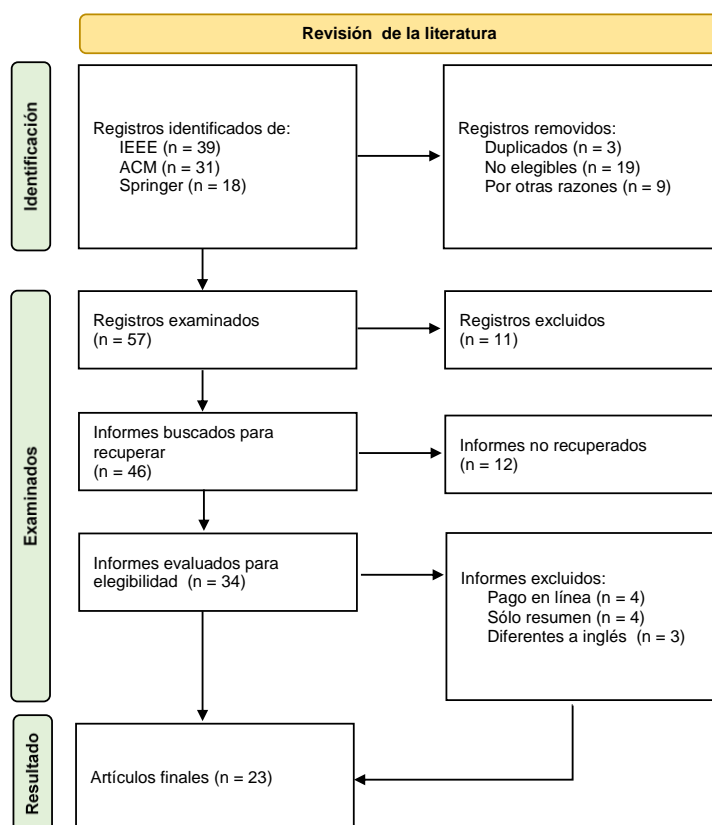 Revisión de la literatura
Identificación
Registros identificados de:
IEEE (n = 39)
ACM (n = 31)
Springer (n = 18)
Registros removidos:
Duplicados (n = 3)
No elegibles (n = 19)
Por otras razones (n = 9)
Examinados
Registros examinados
(n = 57)
Registros excluidos
(n = 11)
Informes buscados para
recuperar
(n = 46)
Informes no recuperados
(n = 12)
Informes evaluados para
elegibilidad (n = 34)
Informes excluidos:
Pago en línea (n = 4)
Sólo resumen (n = 4)
Diferentes a inglés (n = 3)
Resultado
Artículos finales (n = 23)